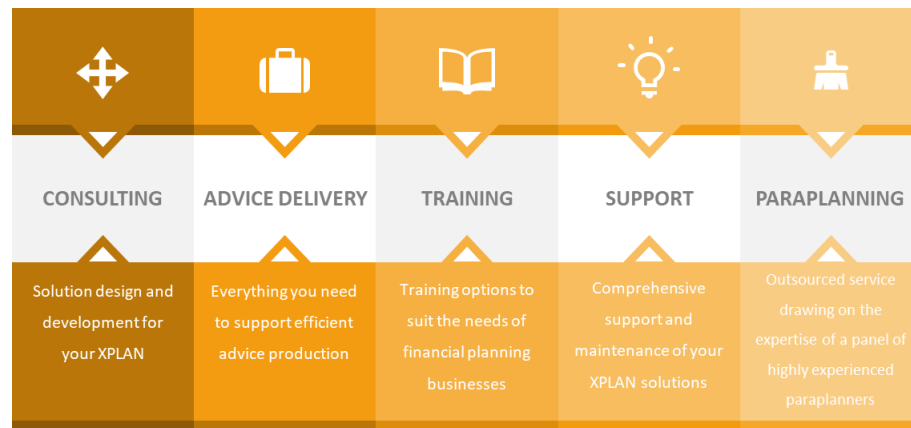 CONSULTING
ADVICE DELIVERY
TRAINING
SUPPORT
PARAPLANNING
Solution design and
development for
your XPLAN
Everything you need
to support efficient
advice production
Training options to
suit the needs of
financial planning
businesses
Comprehensive
support and
maintenance of your
XPLAN solutions
Outsourced service
drawing on the
expertise of a panel of
highly experienced
paraplanners